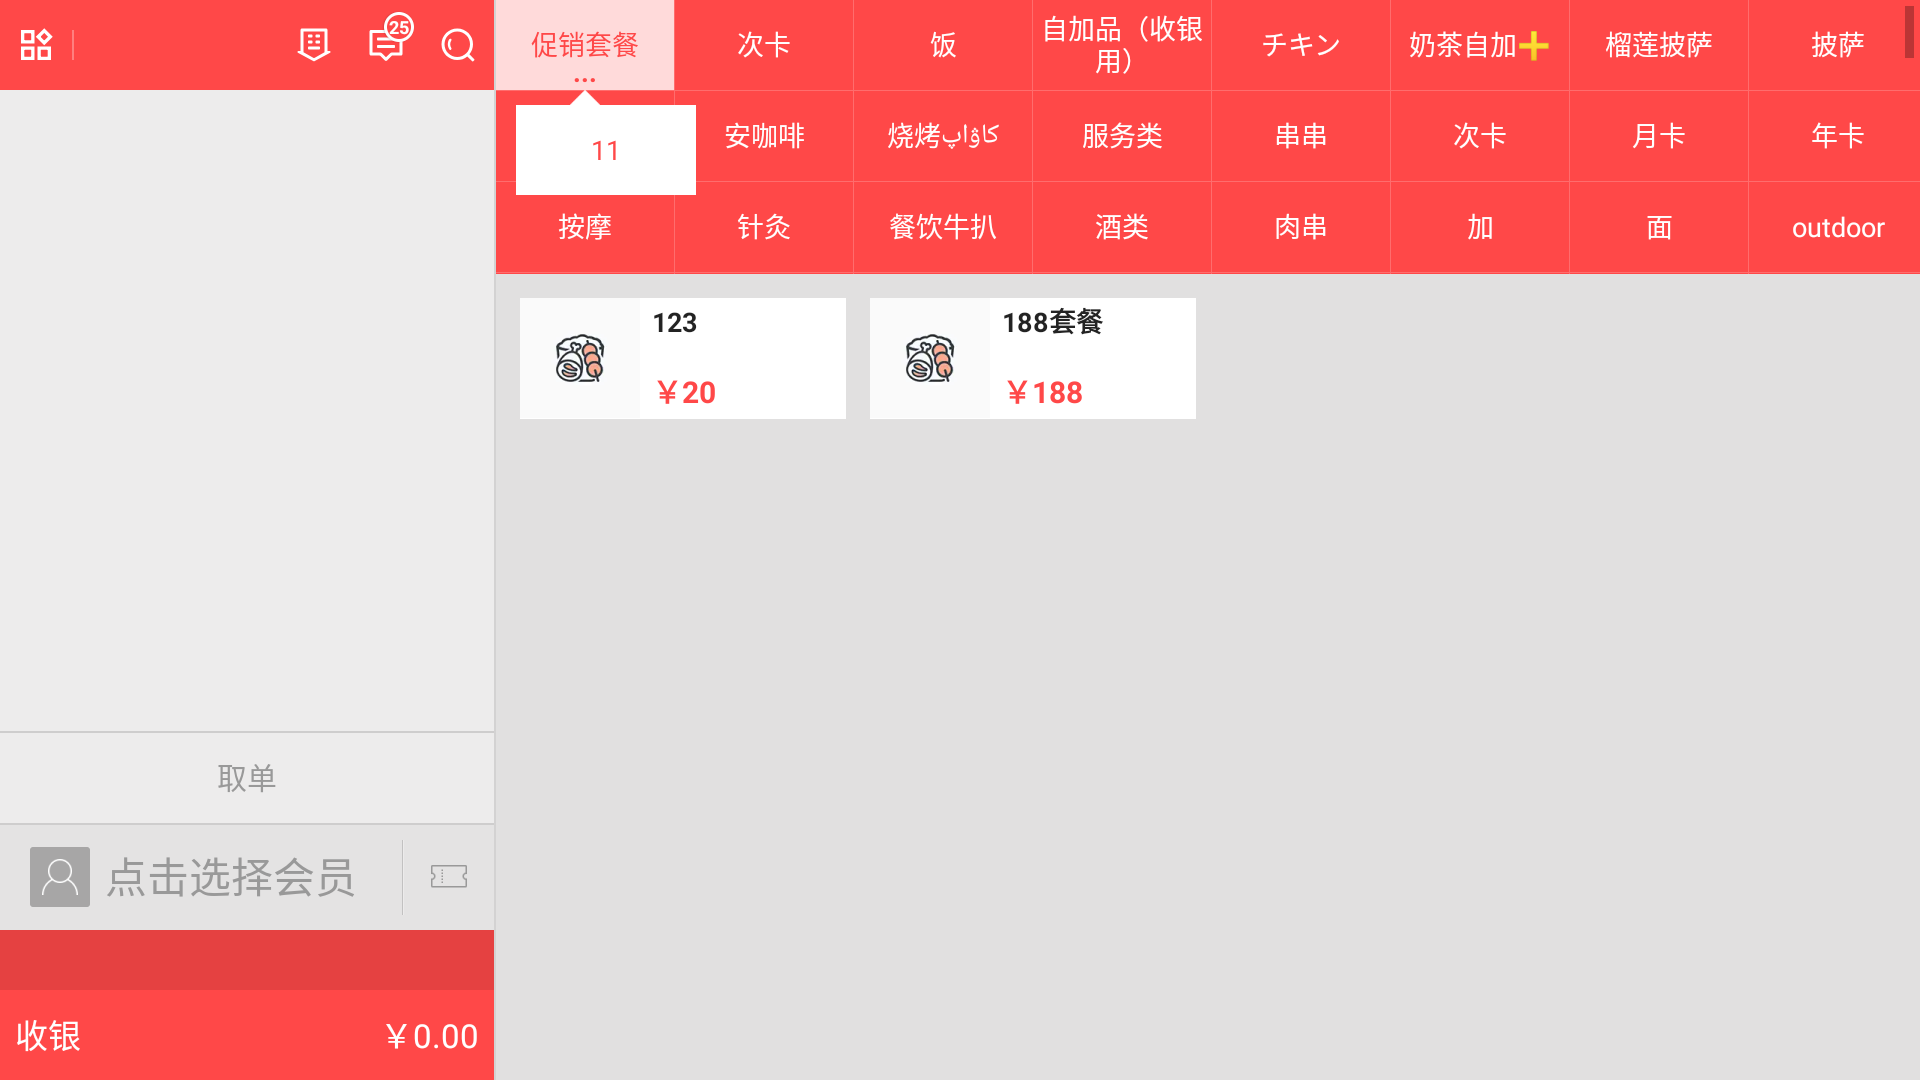 25
促销套餐
...
次卡
饭
自加品（收银
用）
チキン
奶茶自加➕
榴莲披萨
披萨
11
安咖啡
烧烤كاۋاپ
服务类
串串
次卡
月卡
年卡
按摩
针灸
餐饮牛扒
酒类
肉串
加
面
outdoor
123
￥20
188套餐
￥188
取单
点击选择会员
收银
￥0.00